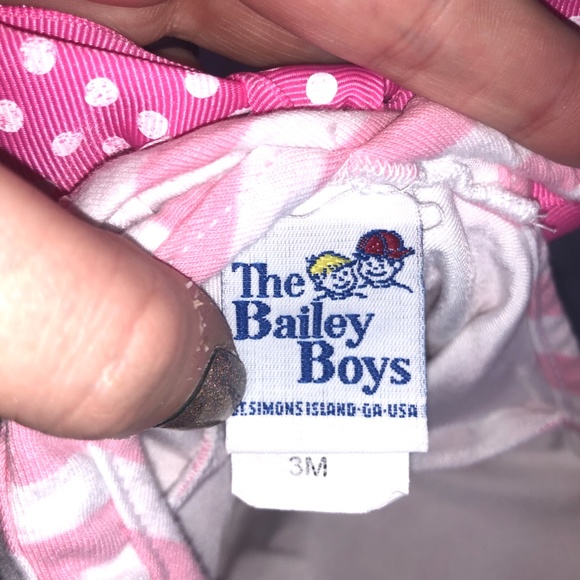 The
Bailey
Boys
ST.SIMONS ISLAND-GA-USA
3M